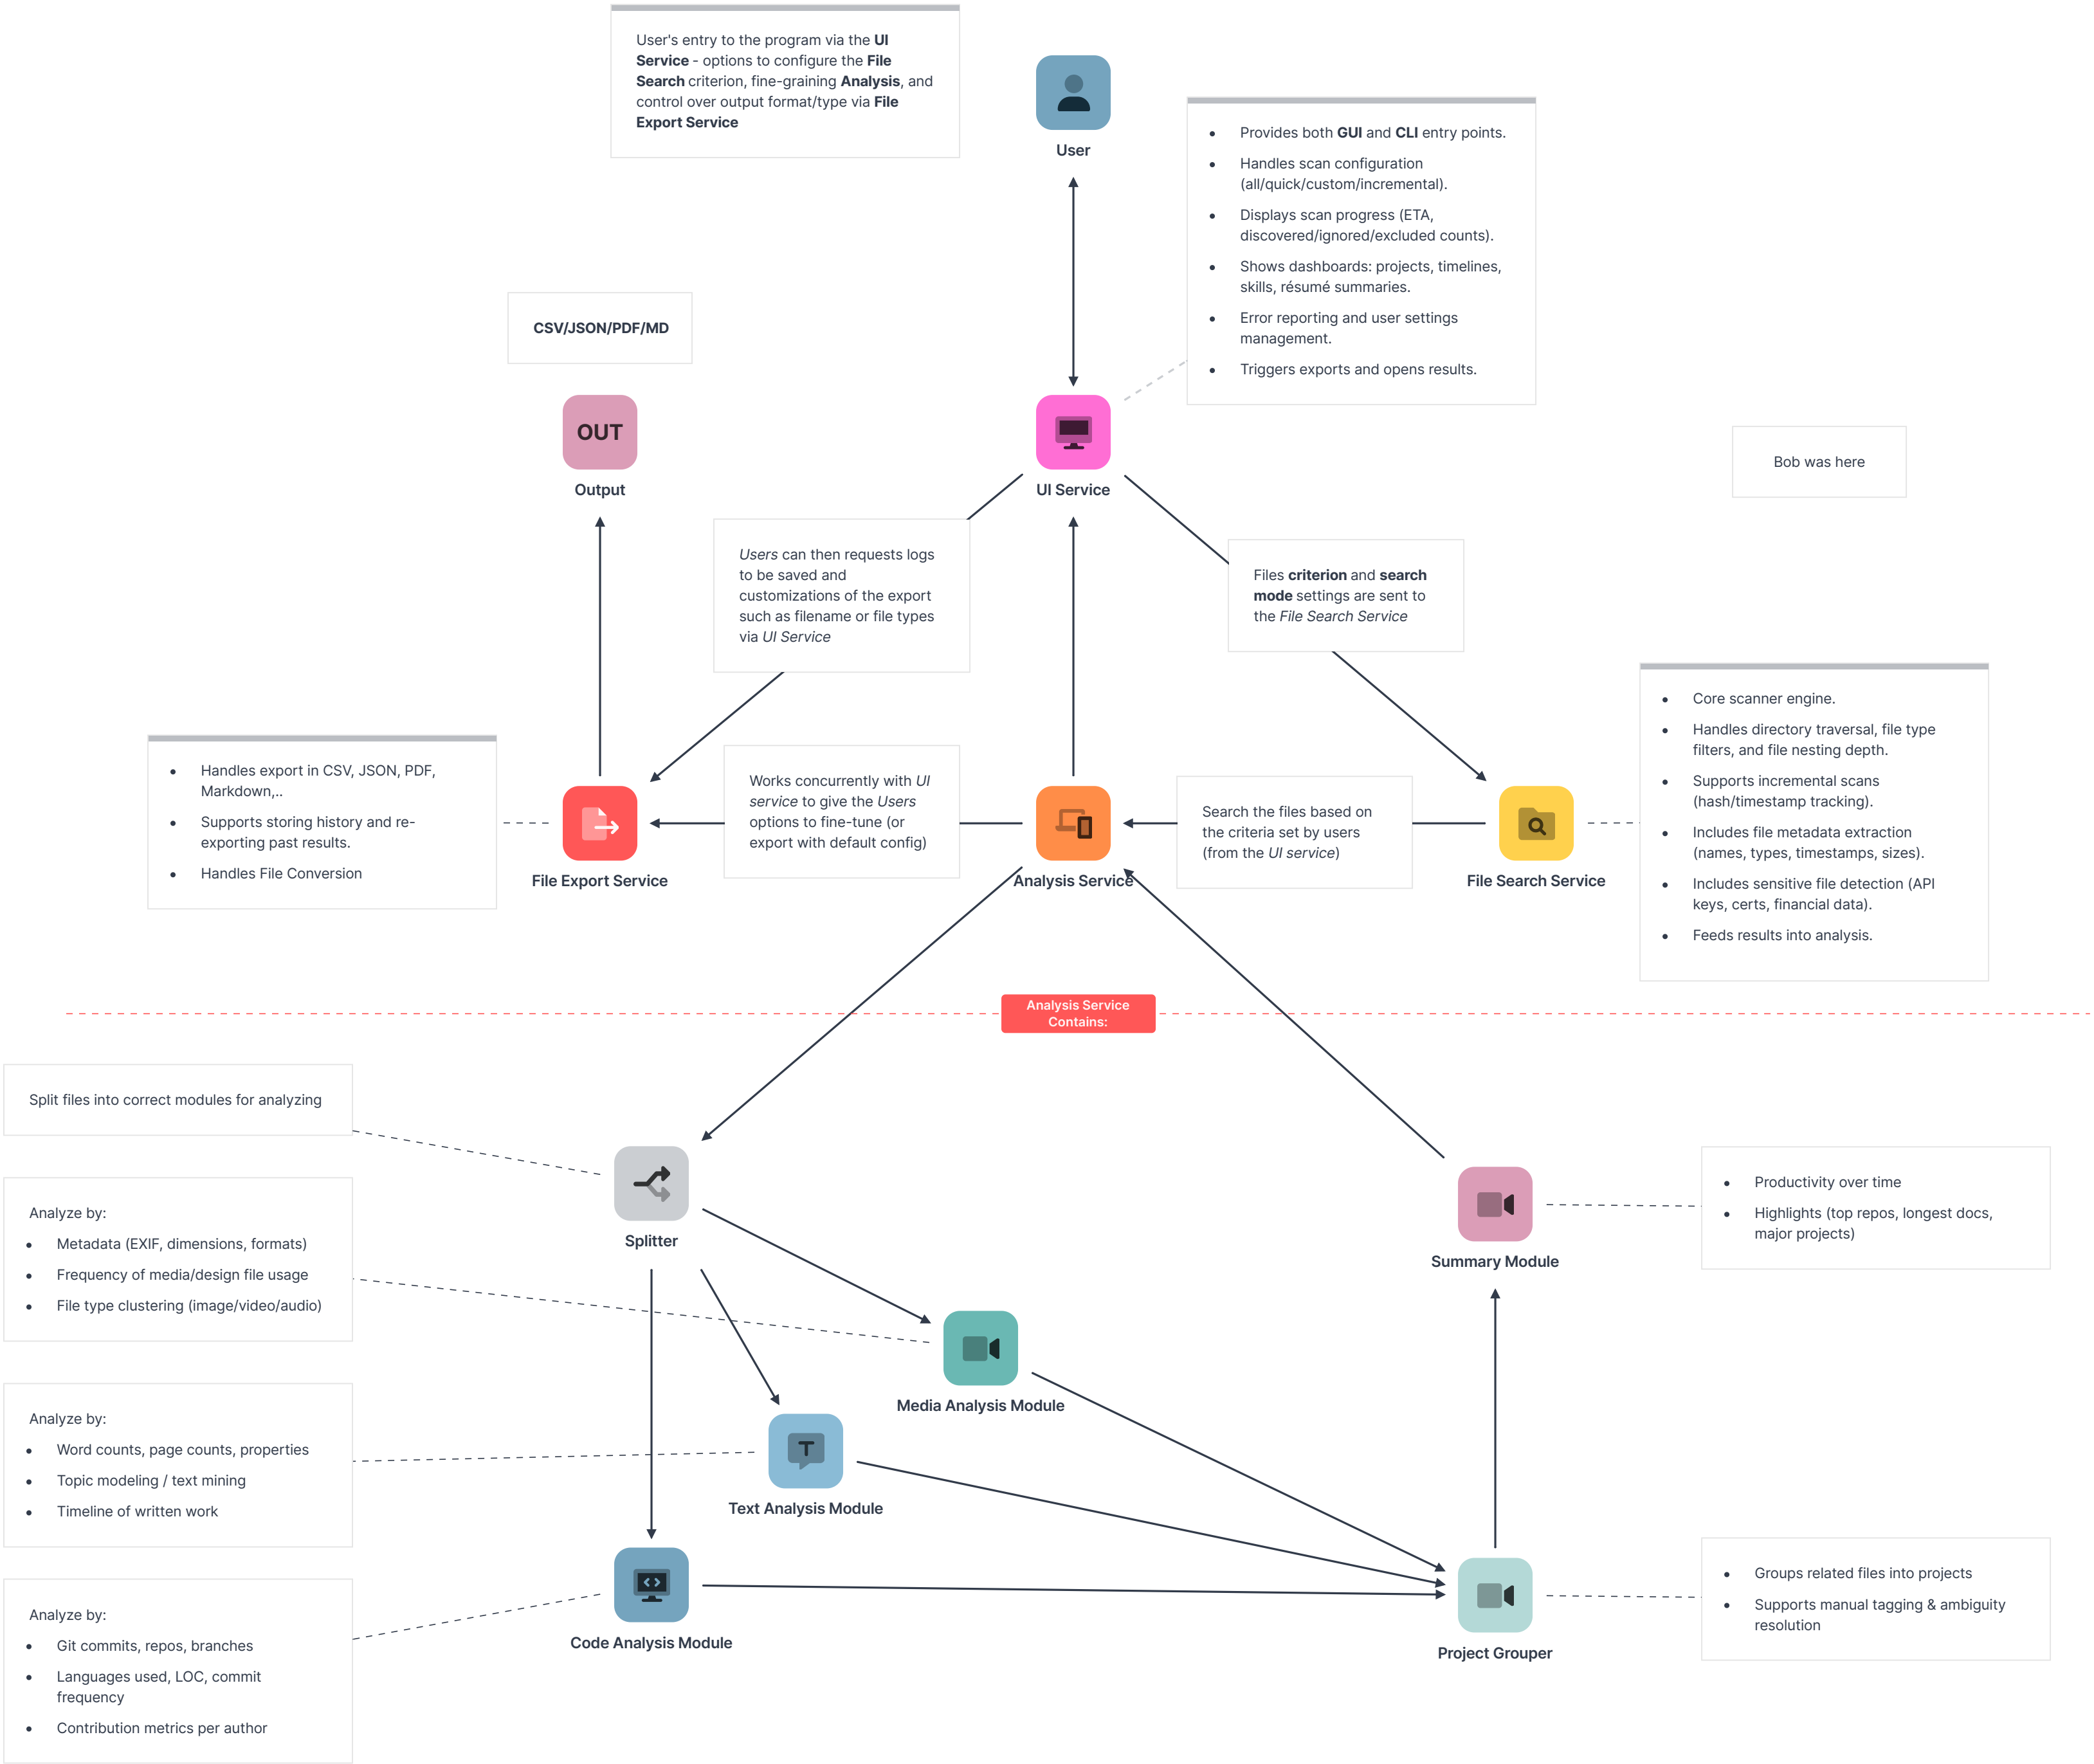 User's entry to the program via the UI
Service - options to configure the File
Search criterion, fine-graining Analysis, and
control over output format/type via File
Export Service
User
• Provides both GUI and CLI entry points.
• Handles scan configuration
(all/quick/custom/incremental).
• Displays scan progress (ETA,
discovered/ignored/excluded counts).
• Shows dashboards: projects, timelines,
skills, résumé summaries.
• Error reporting and user settings
management.
• Triggers exports and opens results.
CSV/JSON/PDF/MD
OUT
Output
UI Service
Bob was here
Users can then requests logs
to be saved and
customizations of the export
such as filename or file types
via UI Service
Files criterion and search
mode settings are sent to
the File Search Service
• Core scanner engine.
• Handles directory traversal, file type
filters, and file nesting depth.
• Supports incremental scans
(hash/timestamp tracking).
• Includes file metadata extraction
(names, types, timestamps, sizes).
• Includes sensitive file detection (API
keys, certs, financial data).
• Feeds results into analysis.
• Handles export in CSV, JSON, PDF,
Markdown,..
• Supports storing history and re-
exporting past results.
• Handles File Conversion
File Export Service
Works concurrently with UI
service to give the Users
options to fine-tune (or
export with default config)
Analysis Service
Search the files based on
the criteria set by users
(from the UI service)
File Search Service
Analysis Service
Contains:
Split files into correct modules for analyzing
Splitter
Analyze by:
• Metadata (EXIF, dimensions, formats)
• Frequency of media/design file usage
• File type clustering (image/video/audio)
Summary Module
• Productivity over time
• Highlights (top repos, longest docs,
major projects)
Media Analysis Module
Analyze by:
• Word counts, page counts, properties
• Topic modeling / text mining
• Timeline of written work
T
Text Analysis Module
Analyze by:
• Git commits, repos, branches
• Languages used, LOC, commit
frequency
• Contribution metrics per author
Code Analysis Module
Project Grouper
• Groups related files into projects
• Supports manual tagging & ambiguity
resolution